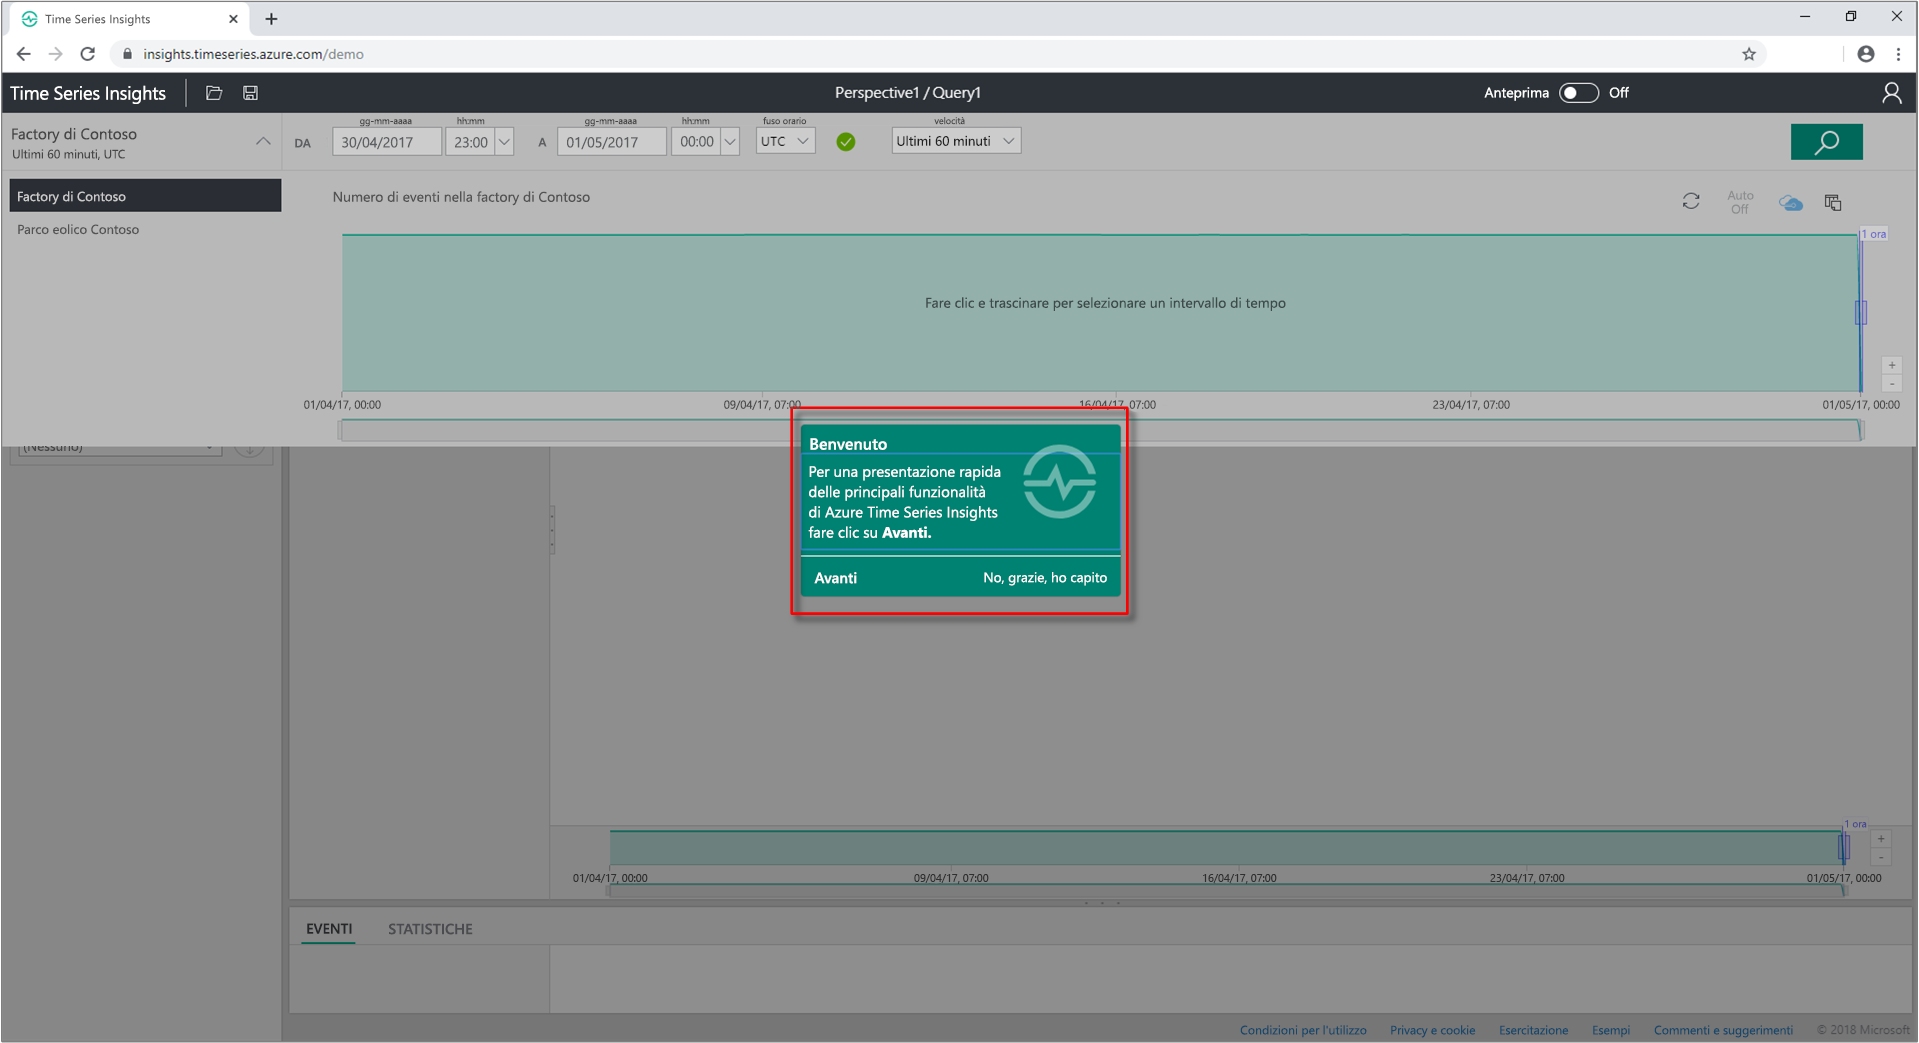 Time Series Insights
insights.timeseries.azure.com/demo
Time Series Insights
Perspective1 / Query1
Anteprima
Off
Factory di Contoso
Ultimi 60 minuti, UTC
DA
gg-mm-aaaa
30/04/2017
hh:mm
23:00
A
gg-mm-aaaa
01/05/2017
hh:mm
00:00
fuso orario
UTC
velocità
Ultimi 60 minuti
Factory di Contoso
Parco eolico Contoso
Numero di eventi nella factory di Contoso
Auto
Off
1 ora
Fare clic e trascinare per selezionare un intervallo di tempo
+
-
01/04/17, 00:00
09/04/17, 07:00
16/04/17, 07:00
23/04/17, 07:00
01/05/17, 00:00
(Nessuno)
Benvenuto
Per una presentazione rapida
delle principali funzionalità
di Azure Time Series Insights
fare clic su Avanti.
Avanti
No, grazie, ho capito
1 ora
+
-
01/04/17, 00:00
09/04/17, 07:00
16/04/17, 07:00
23/04/17, 07:00
01/05/17, 00:00
EVENTI
STATISTICHE
Condizioni per l'utilizzo
Privacy e cookie
Esercitazione
Esempi
Commenti e suggerimenti
© 2018 Microsoft